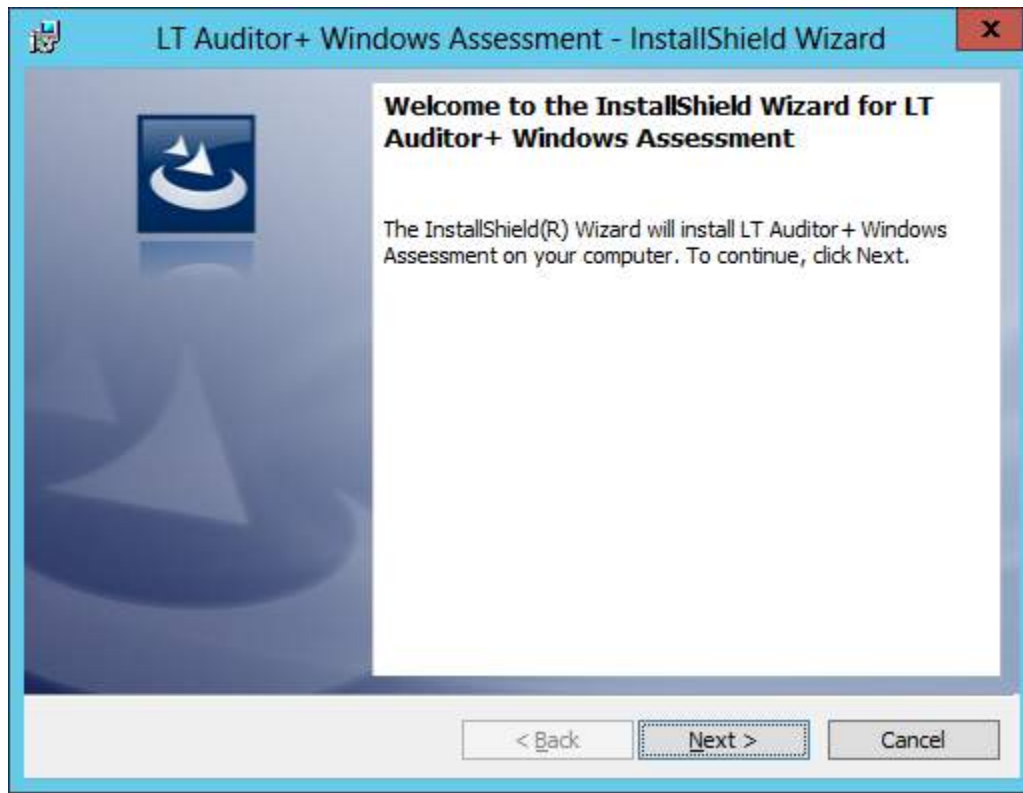 LT Auditor+ Windows Assessment - InstallShield Wizard
x
Welcome to the InstallShield Wizard for LT
Auditor+ Windows Assessment
The InstallShield(R) Wizard will install LT Auditor+ Windows
Assessment on your computer. To continue, click Next.
< Back
Next >
Cancel